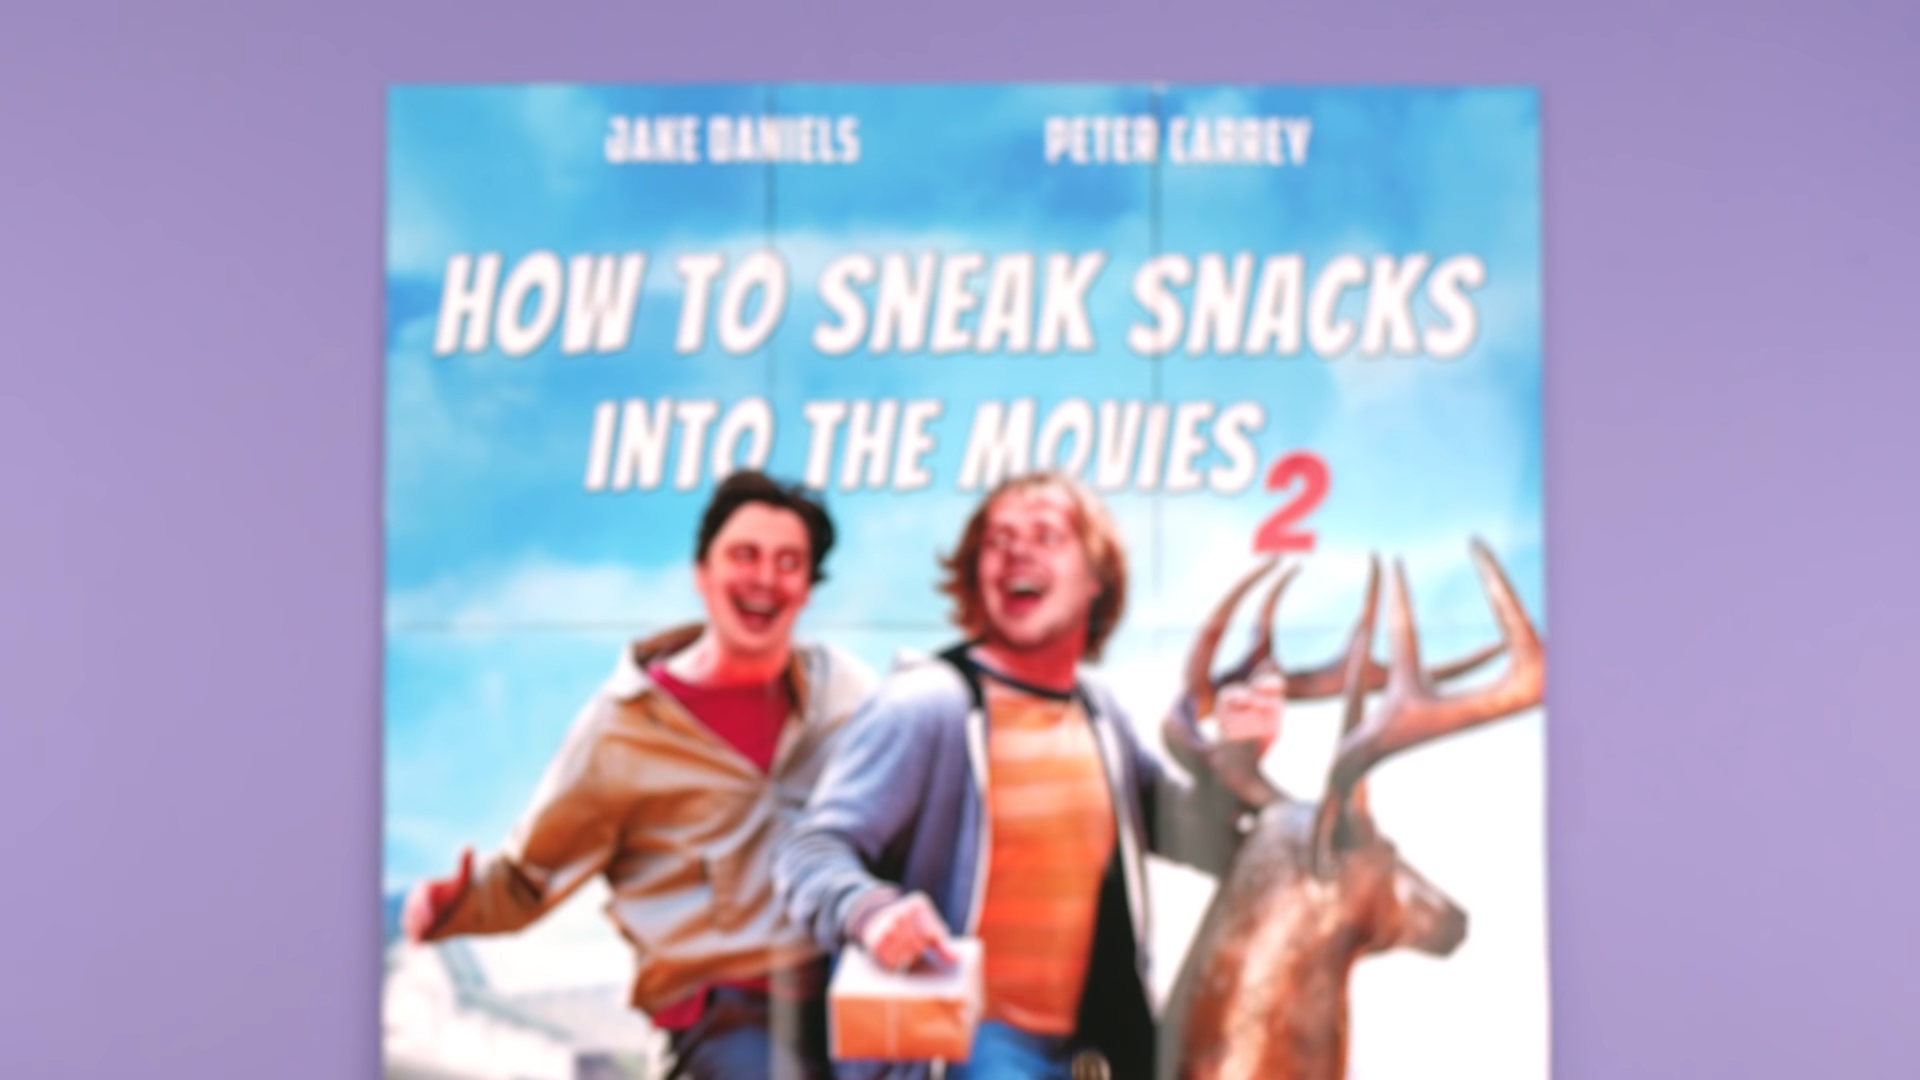 JAKE DANIELS PETER CARREY
HOW TO SNEAK SNACKS
INTO THE MOVIES 2